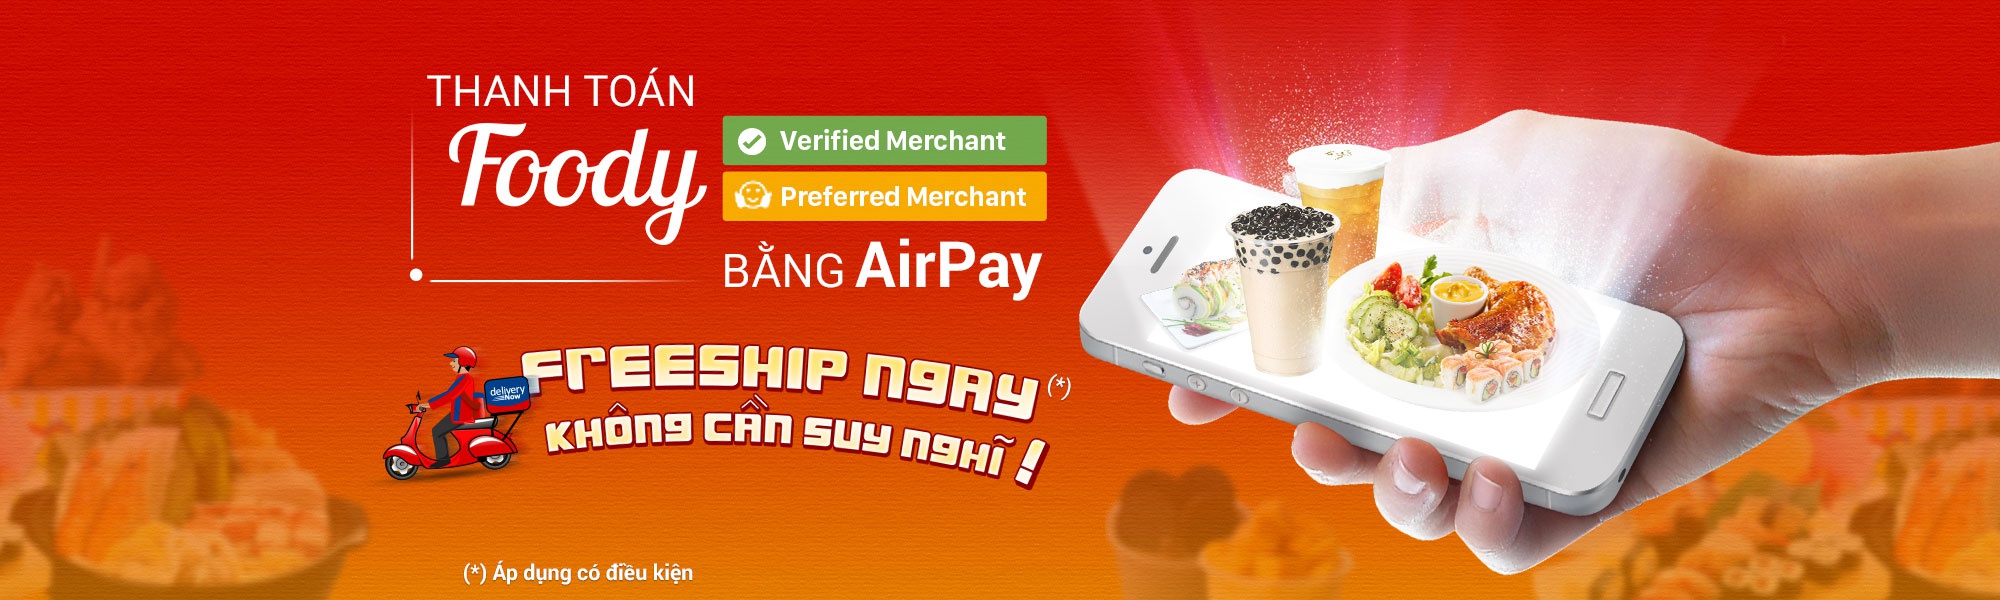 THANH TOÁN
Foody
Verified Merchant
Preferred Merchant
BẰNG AirPay
delivery
Now
FREESHIP NGAY (*)
KHÔNG CẦN SUY NGHĨ !
(*) Áp dụng có điều kiện